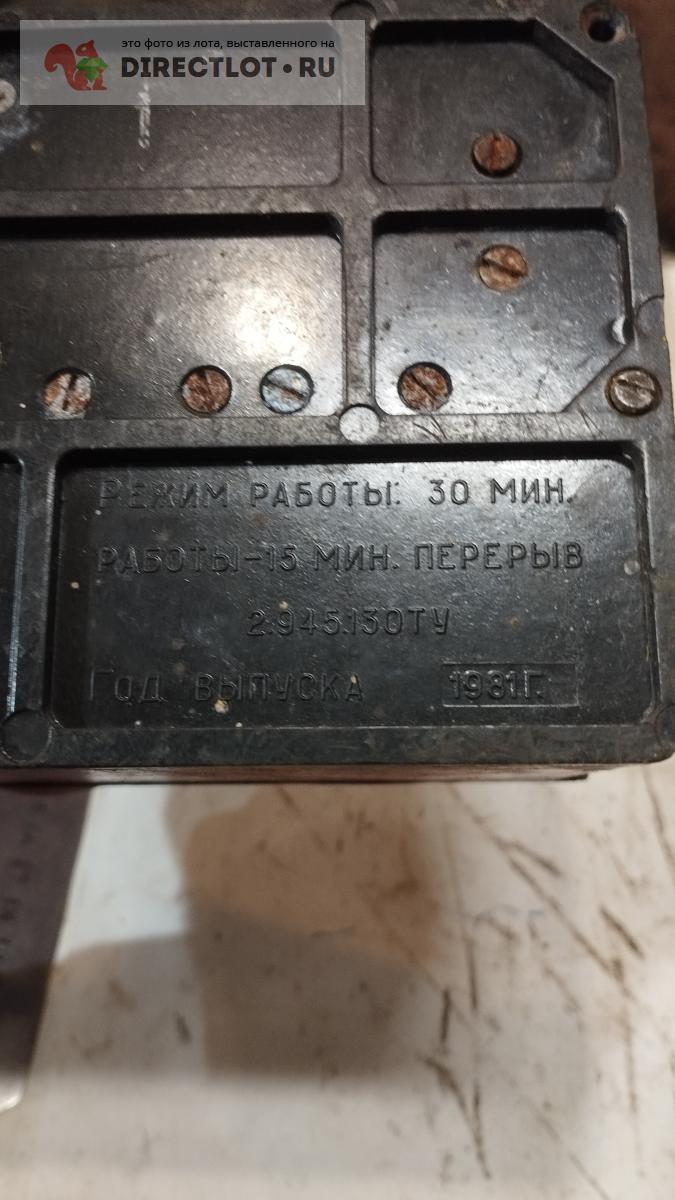 это фото из лота, выставленного на
DIRECTLOT.RU
РЕЖИМ РАБОТЫ: 30 МИН.
РАБОТЫ-15 МИН. ПЕРЕРЫВ
2.945.130ТУ
ГОД ВЫПУСКА 1981Г.